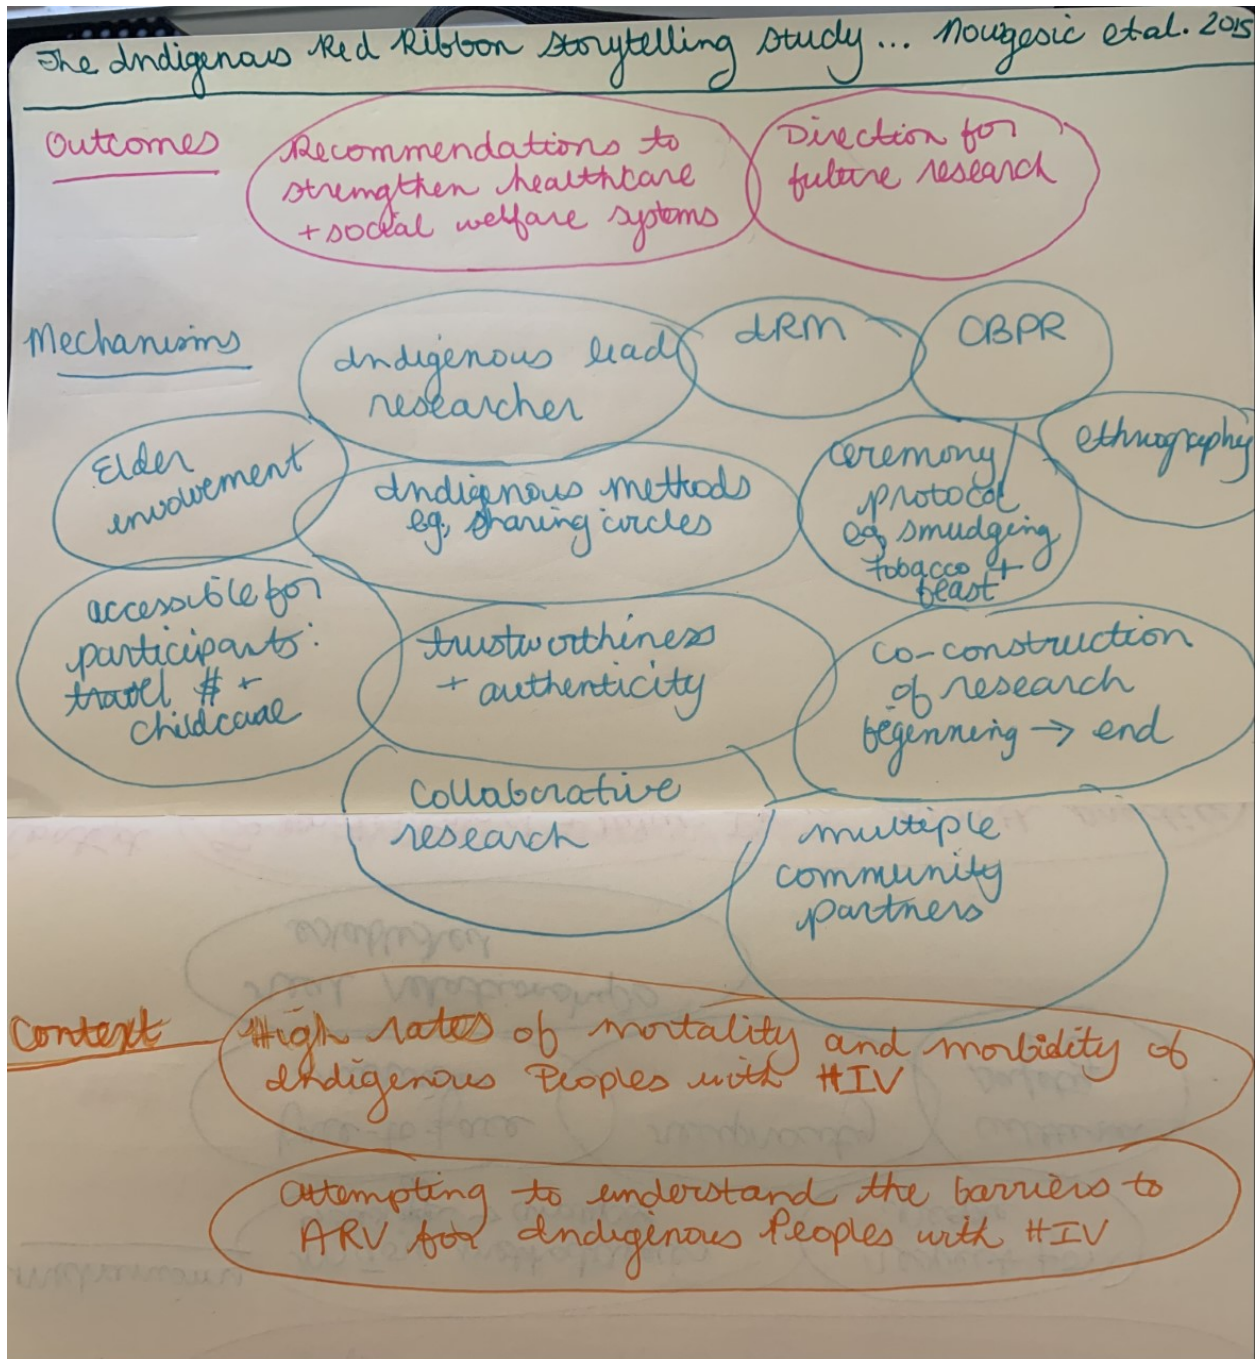 The Indigenous Red Ribbon Storytelling Study... Nowgesic et al. 2015
Outcomes
Recommendations to
strengthen healthcare
+ social welfare systems
Direction for
future research
Mechanisms
Indigenous lead
researcher
IRM
CBPR
Elder
involvement
Indigenous methods
eg, sharing circles
ceremony /
protocol
eg, smudging
tobacco +
feast
ethnography
accessible for
participants:
travel $ +
childcare
trustworthiness
+ authenticity
co-construction
of research
beginning → end
Collaborative
research
multiple
community
partners
Context
High rates of mortality and morbidity of
Indigenous Peoples with HIV
attempting to understand the barriers to
ARV for Indigenous Peoples with HIV